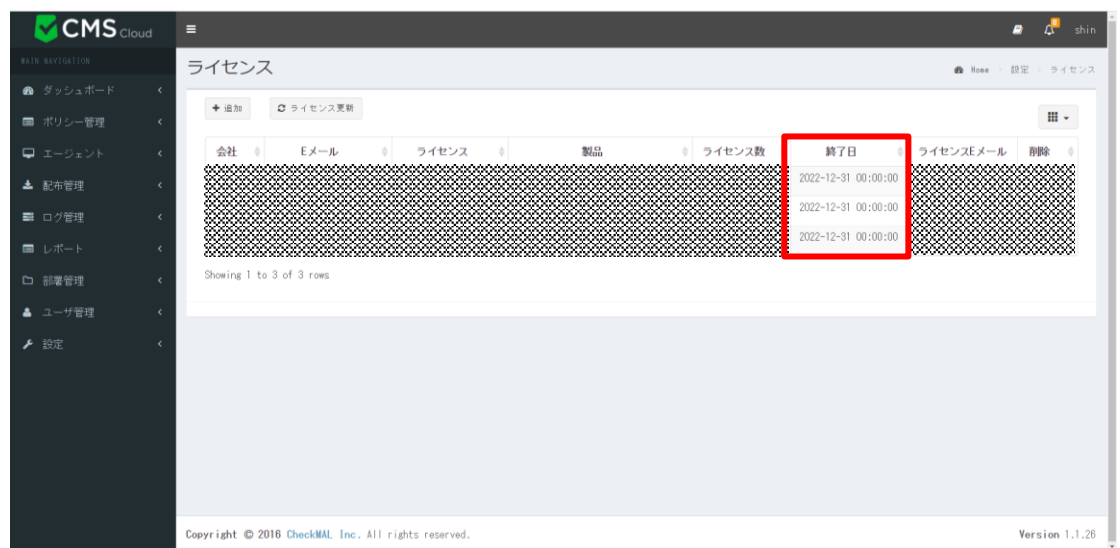 CMS Cloud
shin
MAIN NAVIGATION
ライセンス
Home > 設定 > ライセンス
ダッシュボード
ポリシー管理
エージェント
配布管理
ログ管理
レポート
部署管理
ユーザ管理
設定
追加 ライセンス更新
会社 Eメール ライセンス 製品 ライセンス数 終了日 ライセンスEメール 削除
2022-12-31 00:00:00
2022-12-31 00:00:00
2022-12-31 00:00:00
Showing 1 to 3 of 3 rows
Copyright © 2016 CheckMAL Inc. All rights reserved.
Version 1.1.26